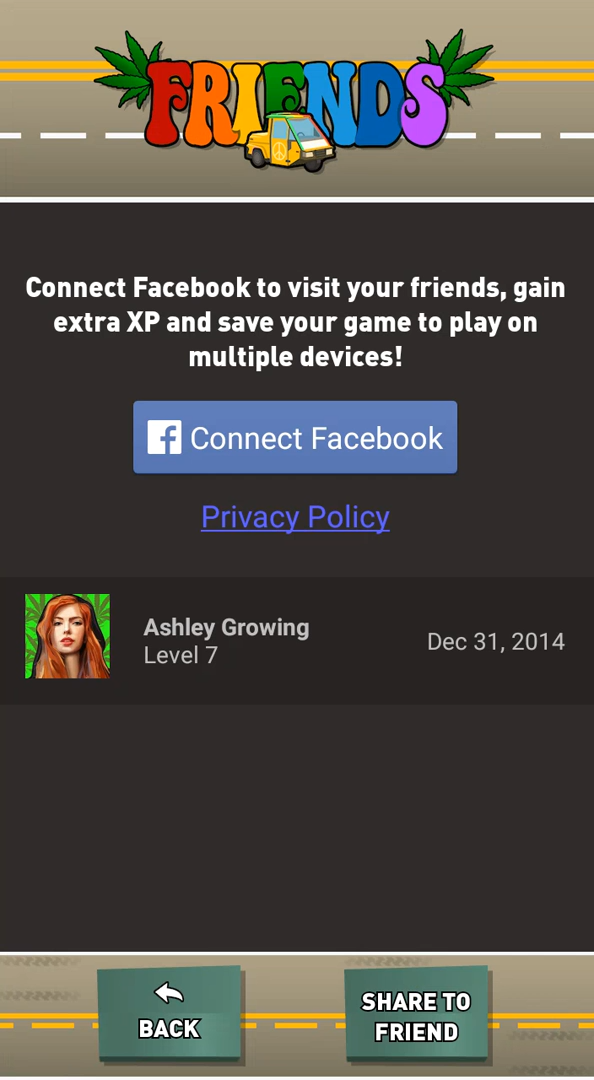 FRIENDS
Connect Facebook to visit your friends, gain
extra XP and save your game to play on
multiple devices!
Connect Facebook
Privacy Policy
Ashley Growing
Level 7
Dec 31, 2014
BACK
SHARE TO
FRIEND